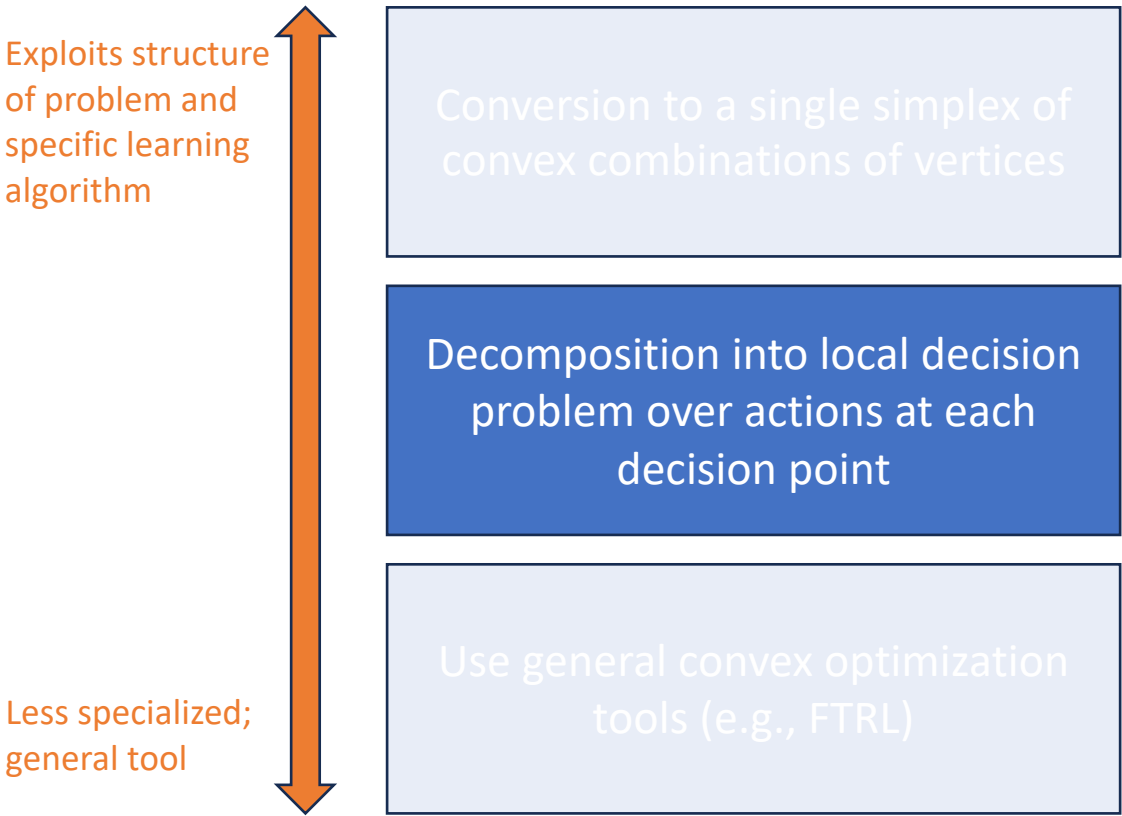 Exploits structure
of problem and
specific learning
algorithm
Conversion to a single simplex of
convex combinations of vertices
Decomposition into local decision
problem over actions at each
decision point
Use general convex optimization
tools (e.g., FTRL)
Less specialized;
general tool